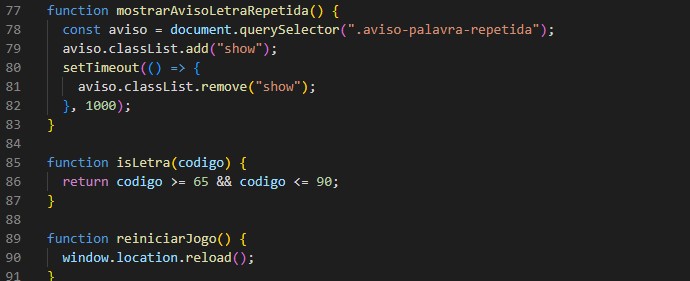 77 function mostrarAvisoLetraRepetida() {
78   const aviso = document.querySelector(".aviso-palavra-repetida");
79   aviso.classList.add("show");
80   setTimeout(() => {
81     aviso.classList.remove("show");
82   }, 1000);
83 }
84
85 function isLetra(codigo) {
86   return codigo >= 65 && codigo <= 90;
87 }
88
89 function reiniciarJogo() {
90   window.location.reload();
91 }